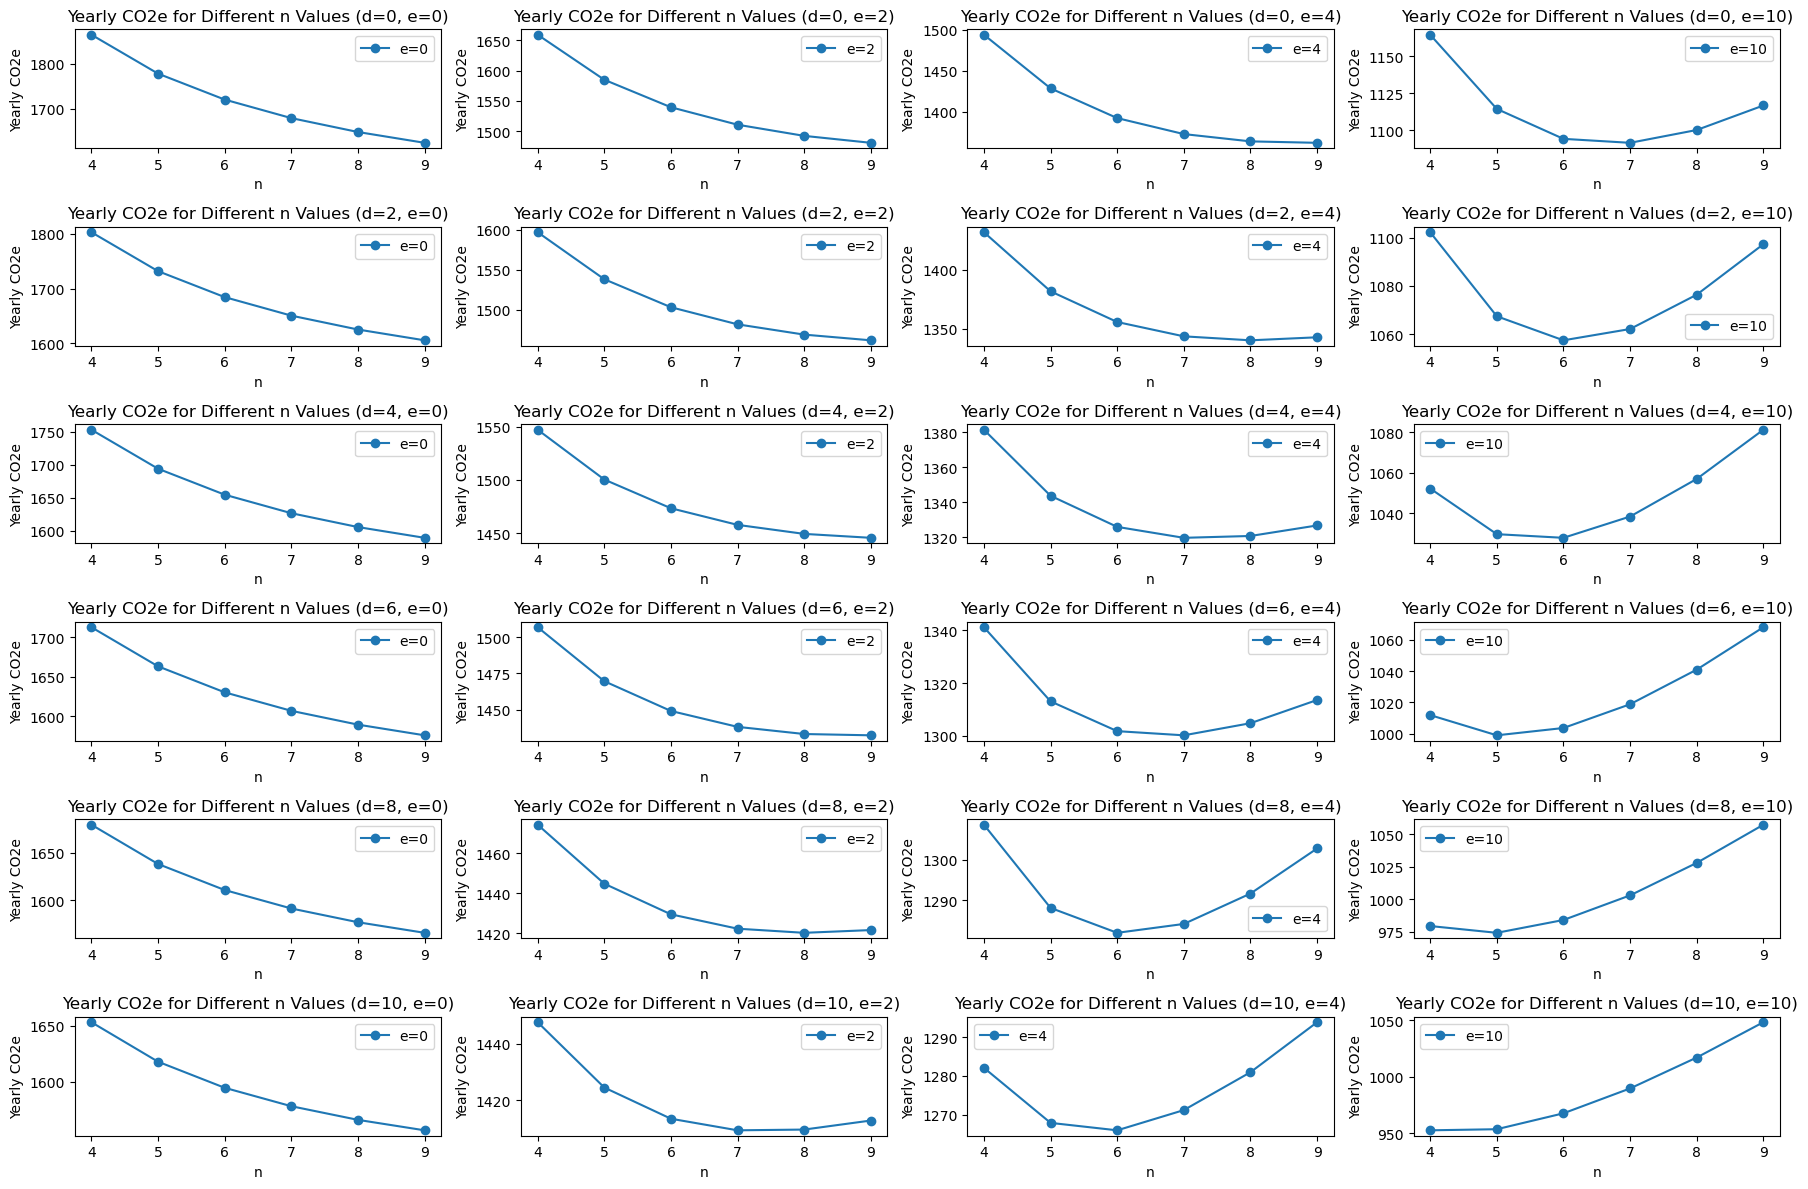 Yearly CO2e for Different n Values (d=0, e=0)
Yearly CO2e
1800
1700
e=0
4 5 6 7 8 9
n
Yearly CO2e for Different n Values (d=0, e=2)
Yearly CO2e
1650
1600
1550
1500
e=2
4 5 6 7 8 9
n
Yearly CO2e for Different n Values (d=0, e=4)
Yearly CO2e
1500
1450
1400
e=4
4 5 6 7 8 9
n
Yearly CO2e for Different n Values (d=0, e=10)
Yearly CO2e
1150
1125
1100
e=10
4 5 6 7 8 9
n
Yearly CO2e for Different n Values (d=2, e=0)
Yearly CO2e
1800
1700
1600
e=0
4 5 6 7 8 9
n
Yearly CO2e for Different n Values (d=2, e=2)
Yearly CO2e
1600
1550
1500
e=2
4 5 6 7 8 9
n
Yearly CO2e for Different n Values (d=2, e=4)
Yearly CO2e
1400
1350
e=4
4 5 6 7 8 9
n
Yearly CO2e for Different n Values (d=2, e=10)
Yearly CO2e
1100
1080
1060
e=10
4 5 6 7 8 9
n
Yearly CO2e for Different n Values (d=4, e=0)
Yearly CO2e
1750
1700
1650
1600
e=0
4 5 6 7 8 9
n
Yearly CO2e for Different n Values (d=4, e=2)
Yearly CO2e
1550
1500
1450
e=2
4 5 6 7 8 9
n
Yearly CO2e for Different n Values (d=4, e=4)
Yearly CO2e
1380
1360
1340
1320
e=4
4 5 6 7 8 9
n
Yearly CO2e for Different n Values (d=4, e=10)
Yearly CO2e
1080
1060
1040
e=10
4 5 6 7 8 9
n
Yearly CO2e for Different n Values (d=6, e=0)
Yearly CO2e
1700
1650
1600
e=0
4 5 6 7 8 9
n
Yearly CO2e for Different n Values (d=6, e=2)
Yearly CO2e
1500
1475
1450
e=2
4 5 6 7 8 9
n
Yearly CO2e for Different n Values (d=6, e=4)
Yearly CO2e
1340
1320
1300
e=4
4 5 6 7 8 9
n
Yearly CO2e for Different n Values (d=6, e=10)
Yearly CO2e
1060
1040
1020
1000
e=10
4 5 6 7 8 9
n
Yearly CO2e for Different n Values (d=8, e=0)
Yearly CO2e
1650
1600
e=0
4 5 6 7 8 9
n
Yearly CO2e for Different n Values (d=8, e=2)
Yearly CO2e
1460
1440
1420
e=2
4 5 6 7 8 9
n
Yearly CO2e for Different n Values (d=8, e=4)
Yearly CO2e
1300
1290
e=4
4 5 6 7 8 9
n
Yearly CO2e for Different n Values (d=8, e=10)
Yearly CO2e
1050
1025
1000
975
e=10
4 5 6 7 8 9
n
Yearly CO2e for Different n Values (d=10, e=0)
Yearly CO2e
1650
1600
e=0
4 5 6 7 8 9
n
Yearly CO2e for Different n Values (d=10, e=2)
Yearly CO2e
1440
1420
e=2
4 5 6 7 8 9
n
Yearly CO2e for Different n Values (d=10, e=4)
Yearly CO2e
1290
1280
1270
e=4
4 5 6 7 8 9
n
Yearly CO2e for Different n Values (d=10, e=10)
Yearly CO2e
1050
1000
950
e=10
4 5 6 7 8 9
n